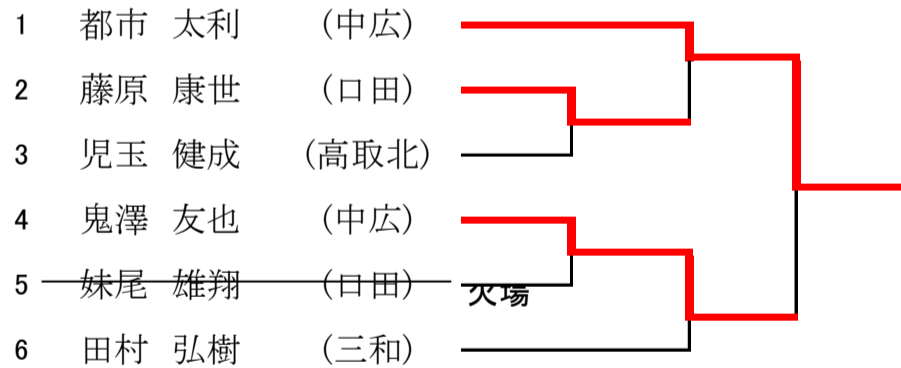 1 都市 太利 (中広)
2 藤原 康世 (口田)
3 児玉 健成 (高取北)
4 鬼澤 友也 (中広)
5 妹尾 雄翔 (口田) 欠場
6 田村 弘樹 (三和)